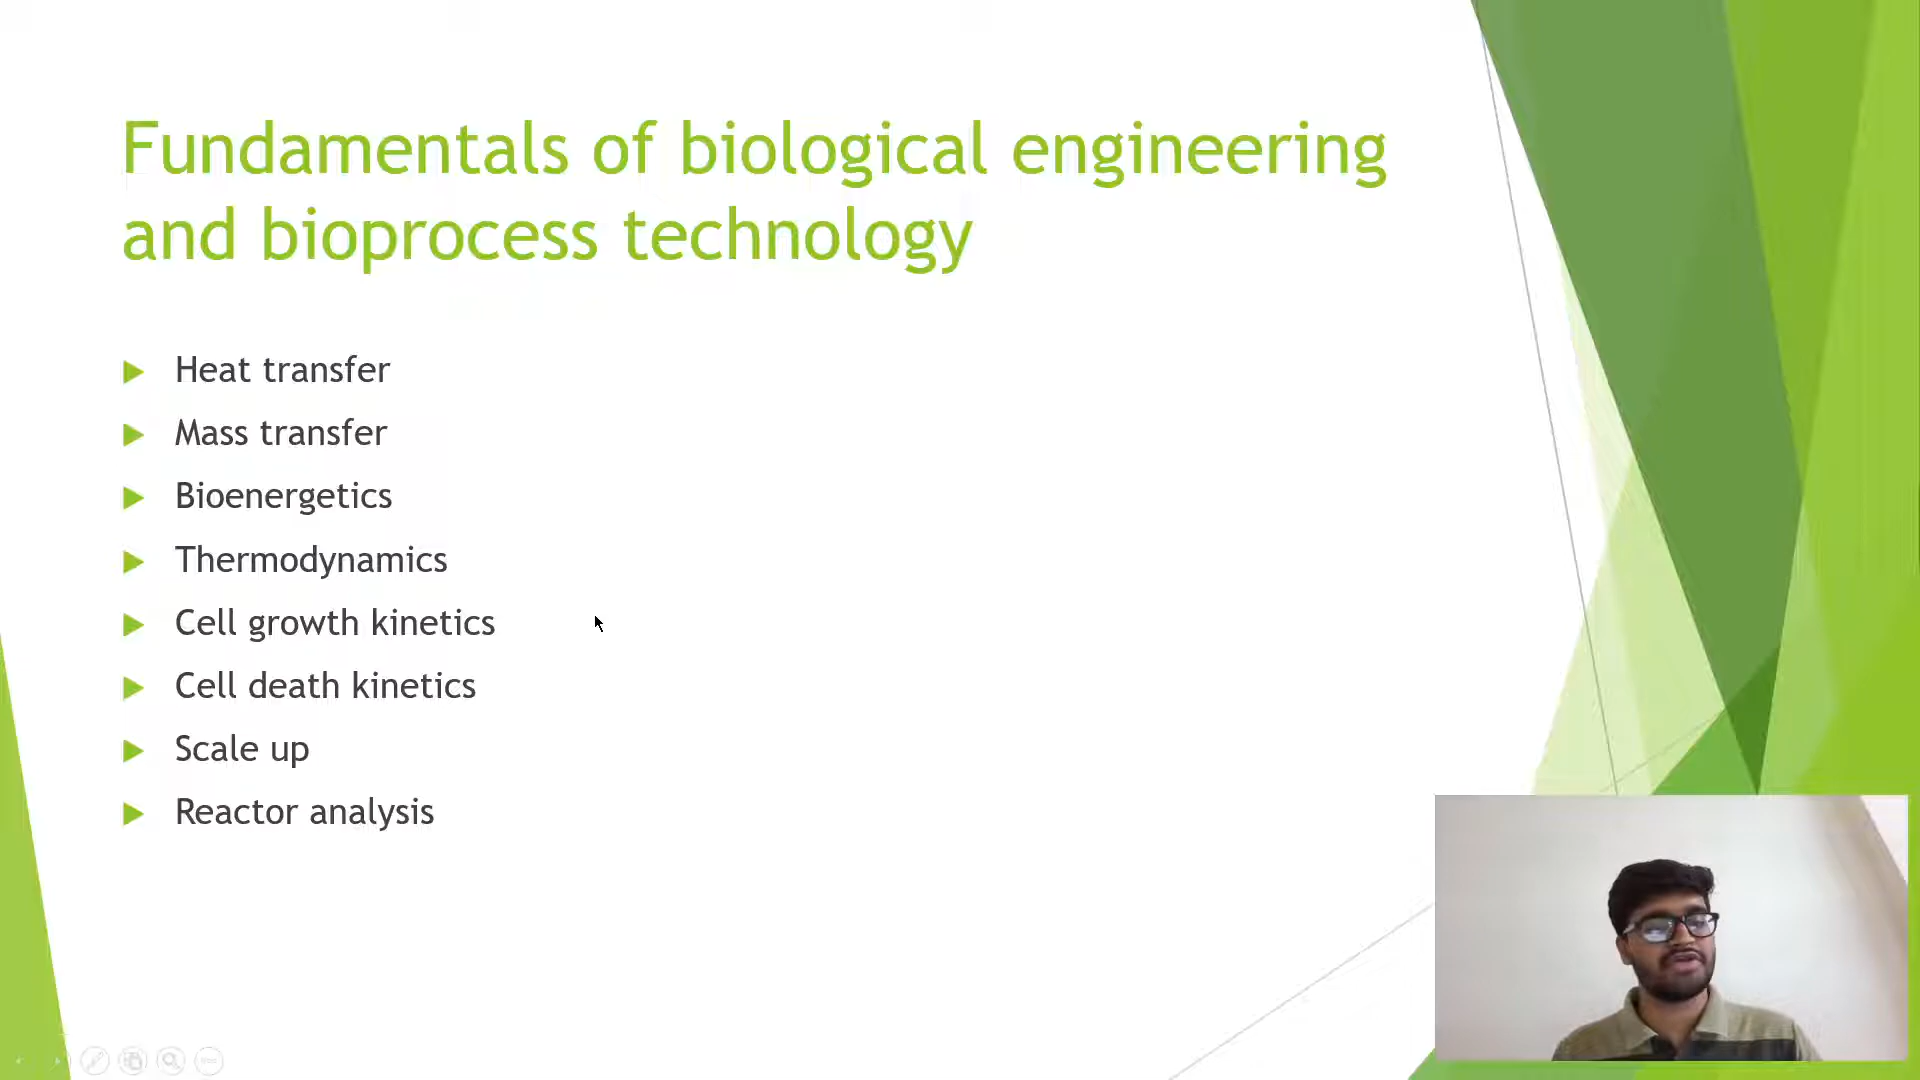 Fundamentals of biological engineering
and bioprocess technology
Heat transfer
Mass transfer
Bioenergetics
Thermodynamics
Cell growth kinetics
Cell death kinetics
Scale up
Reactor analysis